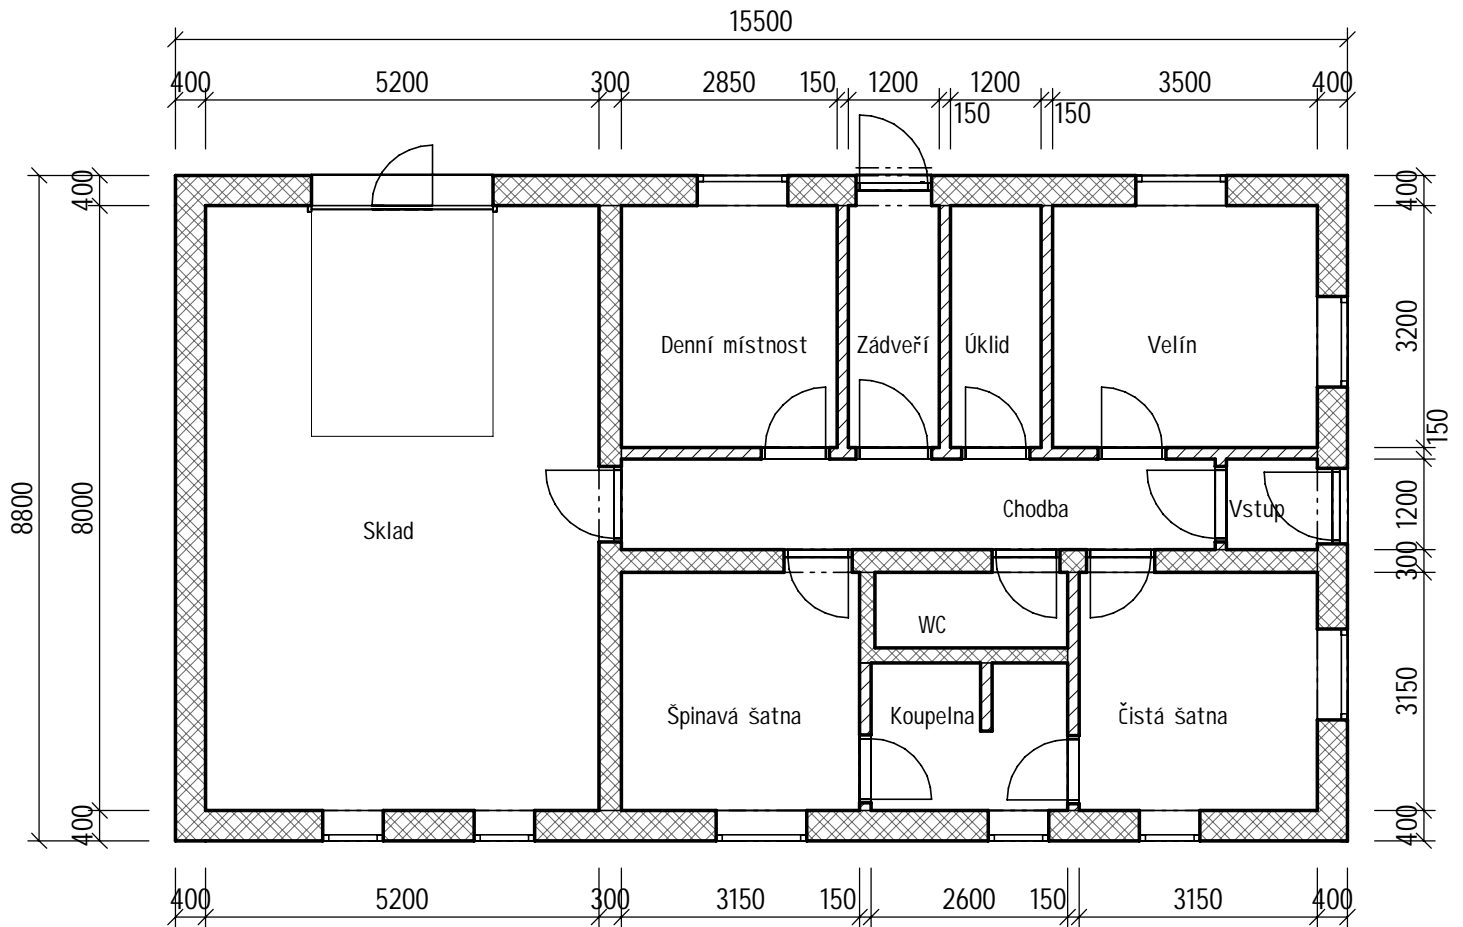 15500
400 5200 300 2850 150 1200 1200 3500 400
150 150
400 400
Denní místnost Zádveří Úklid Velín
3200
150
8800 8000
Sklad Chodba Vstup
1200
300
WC
Špinavá šatna Koupelna Čistá šatna
3150
400 400
400 5200 300 3150 150 2600 150 3150 400